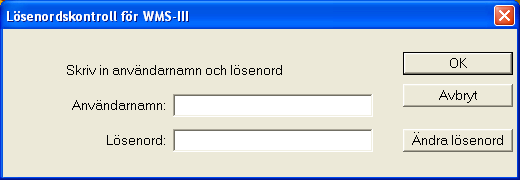 Lösenordskontroll för WMS-III
Skriv in användarnamn och lösenord
OK
Användarnamn:
Avbryt
Lösenord:
Ändra lösenord